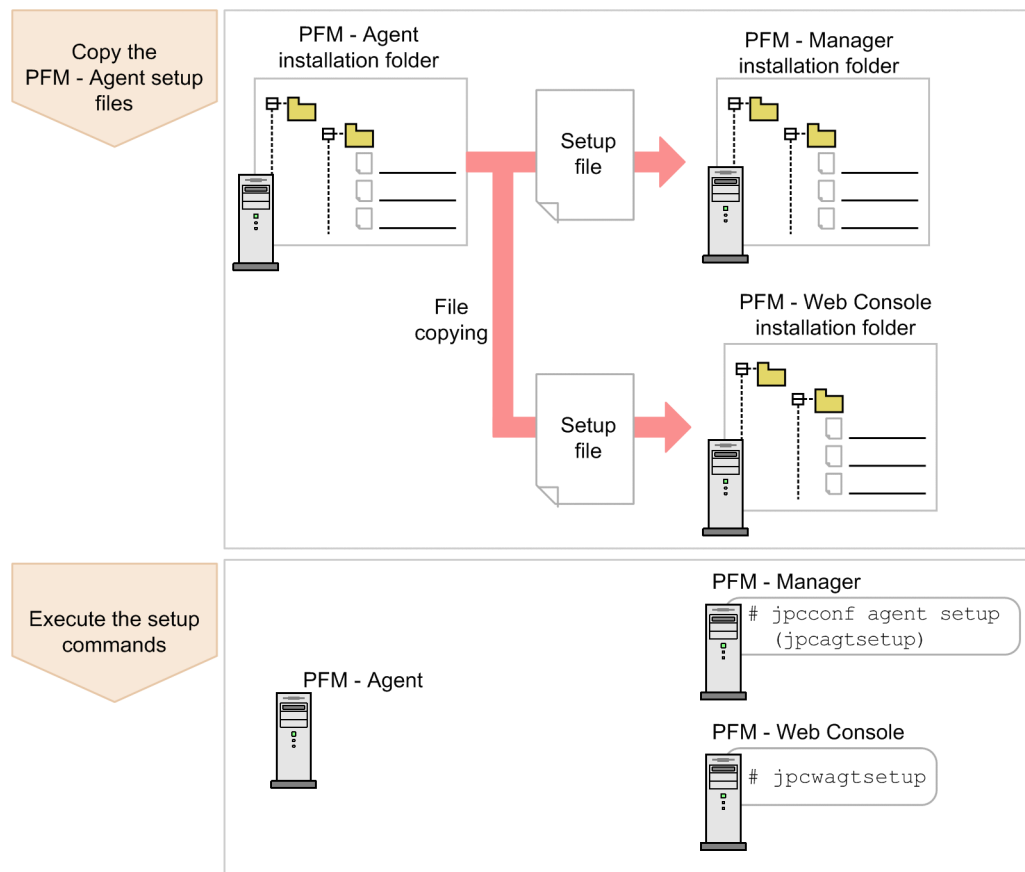 Copy the
PFM - Agent setup
files
PFM - Agent
installation folder
PFM - Manager
installation folder
Setup
file
File
copying
PFM - Web Console
installation folder
Setup
file
Execute the setup
commands
PFM - Agent
PFM - Manager
# jpcconf agent setup
(jpcagtsetup)
PFM - Web Console
# jpcwagtsetup